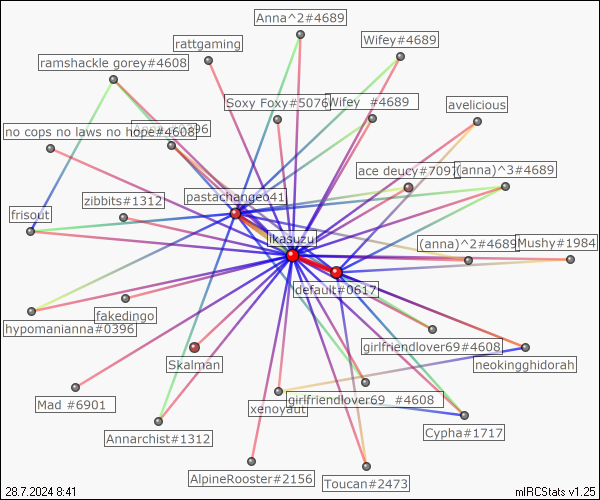 Anna^2#4689
Wifey#4689
rattgaming
ramshackle gorey#4608
Soxy Foxy#5076
Wifey  #4689
avelicious
no cops no laws no hope#4608
ace deucy#7097
(anna)^3#4689
pastachange641
zibbits#1312
frisout
ikasuzu
(anna)^2#4689
Mushy#1984
default#0617
fakedingo
hypomanianna#0396
girlfriendlover69#4608
neokingghidorah
Skalman
girlfriendlover69  #4608
Mad #6901
xenoyaut
Cypha#1717
Annarchist#1312
AlpineRooster#2156
Toucan#2473
28.7.2024 8:41
mIRCStats v1.25